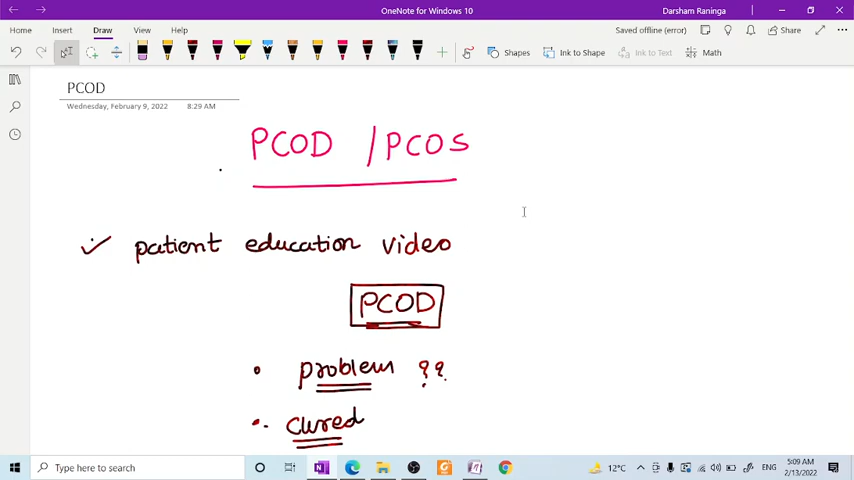 OneNote for Windows 10
Darsham Raninga
Home Insert Draw View Help
Saved offline (error) Share
Shapes Ink to Shape Ink to Text Math
PCOD
Wednesday, February 9, 2022 8:29 AM
PCOD / PCOS
patient education video
PCOD
• problem ??
• cured
Type here to search
12°C
ENG
5:09 AM
2/13/2022